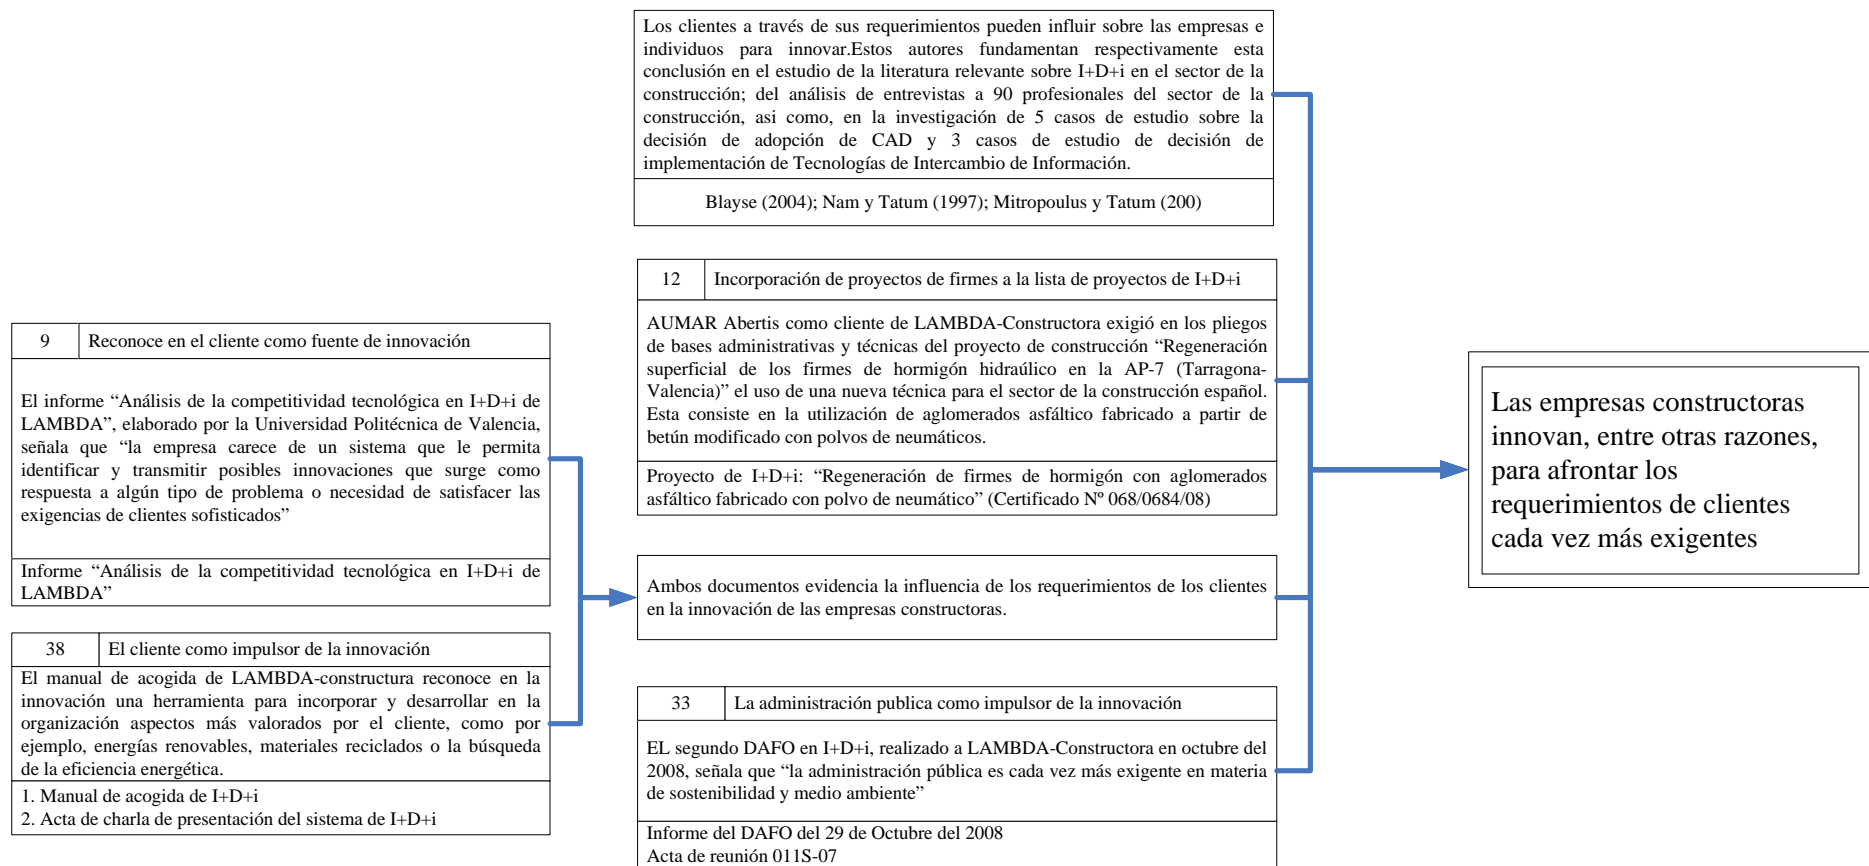 Los clientes a través de sus requerimientos pueden influir sobre las empresas e
individuos para innovar.Estos autores fundamentan respectivamente esta
conclusión en el estudio de la literatura relevante sobre I+D+i en el sector de la
construcción; del análisis de entrevistas a 90 profesionales del sector de la
construcción, asi como, en la investigación de 5 casos de estudio sobre la
decisión de adopción de CAD y 3 casos de estudio de decisión de
implementación de Tecnologías de Intercambio de Información.
Blayse (2004); Nam y Tatum (1997); Mitropoulus y Tatum (200)
9
Reconoce en el cliente como fuente de innovación
El informe “Análisis de la competitividad tecnológica en I+D+i de
LAMBDA”, elaborado por la Universidad Politécnica de Valencia,
señala que “la empresa carece de un sistema que le permita
identificar y transmitir posibles innovaciones que surge como
respuesta a algún tipo de problema o necesidad de satisfacer las
exigencias de clientes sofisticados”
Informe “Análisis de la competitividad tecnológica en I+D+i de
LAMBDA”
38
El cliente como impulsor de la innovación
El manual de acogida de LAMBDA-constructura reconoce en la
innovación una herramienta para incorporar y desarrollar en la
organización aspectos más valorados por el cliente, como por
ejemplo, energías renovables, materiales reciclados o la búsqueda
de la eficiencia energética.
1. Manual de acogida de I+D+i
2. Acta de charla de presentación del sistema de I+D+i
12
Incorporación de proyectos de firmes a la lista de proyectos de I+D+i
AUMAR Abertis como cliente de LAMBDA-Constructora exigió en los pliegos
de bases administrativas y técnicas del proyecto de construcción “Regeneración
superficial de los firmes de hormigón hidraúlico en la AP-7 (Tarragona-
Valencia)” el uso de una nueva técnica para el sector de la construcción español.
Esta consiste en la utilización de aglomerados asfáltico fabricado a partir de
betún modificado con polvos de neumáticos.
Proyecto de I+D+i: “Regeneración de firmes de hormigón con aglomerados
asfáltico fabricado con polvo de neumático” (Certificado Nº 068/0684/08)
Ambos documentos evidencia la influencia de los requerimientos de los clientes
en la innovación de las empresas constructoras.
33
La administración publica como impulsor de la innovación
EL segundo DAFO en I+D+i, realizado a LAMBDA-Constructora en octubre del
2008, señala que “la administración pública es cada vez más exigente en materia
de sostenibilidad y medio ambiente”
Informe del DAFO del 29 de Octubre del 2008
Acta de reunión 011S-07
Las empresas constructoras
innovan, entre otras razones,
para afrontar los
requerimientos de clientes
cada vez más exigentes